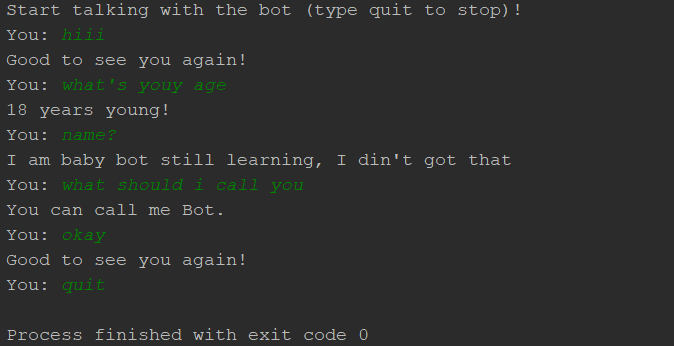 Start talking with the bot (type quit to stop)!
You: hiii
Good to see you again!
You: what's youy age
18 years young!
You: name?
I am baby bot still learning, I din't got that
You: what should i call you
You can call me Bot.
You: okay
Good to see you again!
You: quit
Process finished with exit code 0